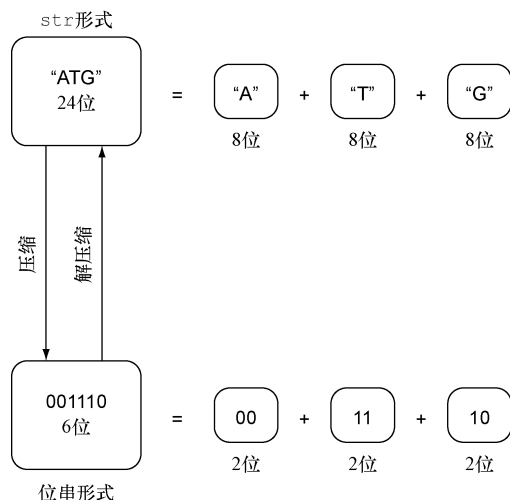 str形式
“ATG”
24位
=
“A”
+
“T”
+
“G”
8位
8位
8位
压缩
解压缩
001110
6位
=
00
+
11
+
10
2位
2位
2位
位串形式